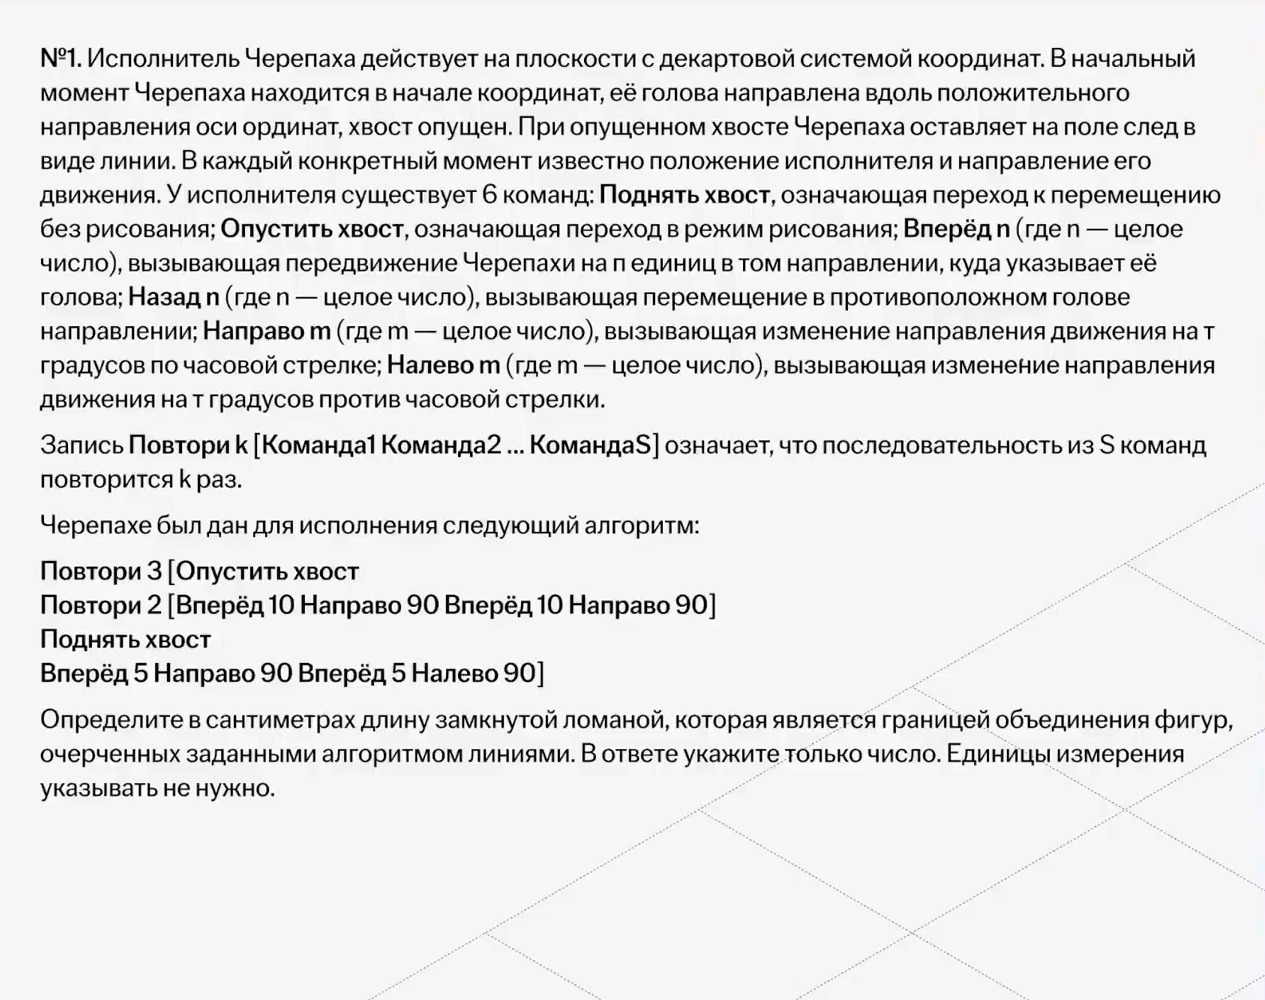 №1. Исполнитель Черепаха действует на плоскости с декартовой системой координат. В начальный
момент Черепаха находится в начале координат, её голова направлена вдоль положительного
направления оси ординат, хвост опущен. При опущенном хвосте Черепаха оставляет на поле след в
виде линии. В каждый конкретный момент известно положение исполнителя и направление его
движения. У исполнителя существует 6 команд: Поднять хвост, означающая переход к перемещению
без рисования; Опустить хвост, означающая переход в режим рисования; Вперёд n (где n — целое
число), вызывающая передвижение Черепахи на п единиц в том направлении, куда указывает её
голова; Назад n (где n — целое число), вызывающая перемещение в противоположном голове
направлении; Направо m (где m — целое число), вызывающая изменение направления движения на т
градусов по часовой стрелке; Налево m (где m — целое число), вызывающая изменение направления
движения на т градусов против часовой стрелки.
Запись Повтори k [Команда1 Команда2 ... КомандаS] означает, что последовательность из S команд
повторится k раз.
Черепахе был дан для исполнения следующий алгоритм:
Повтори 3 [Опустить хвост
Повтори 2 [Вперёд 10 Направо 90 Вперёд 10 Направо 90]
Поднять хвост
Вперёд 5 Направо 90 Вперёд 5 Налево 90]
Определите в сантиметрах длину замкнутой ломаной, которая является границей объединения фигур,
очерченных заданными алгоритмом линиями. В ответе укажите только число. Единицы измерения
указывать не нужно.